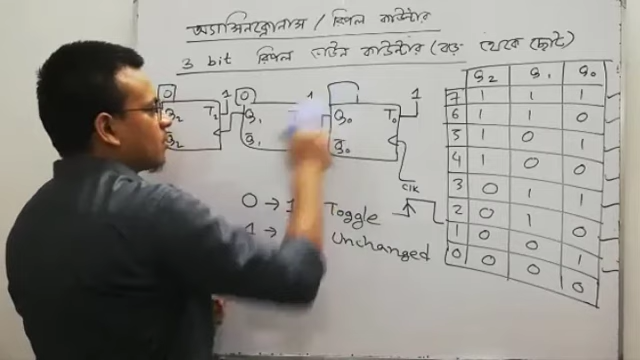 অ্যাসিনক্রোনাস / রিপল কাউন্টার
3 bit রিপল ডাউন কাউন্টার (বড় থেকে ছোট)
0 1 0 1 1
Q₂ T₂ Q₁ Q₀ T₀
Q̄₂ Q̄₁ Q̄₀
CLK
0 → 1 Toggle
1 → Unchanged
Q₂ Q₁ Q₀
7 1 1 1
6 1 1 0
5 1 0 1
4 1 0 0
3 0 1 1
2 0 1 0
1 0 0 1
0 0 0 0